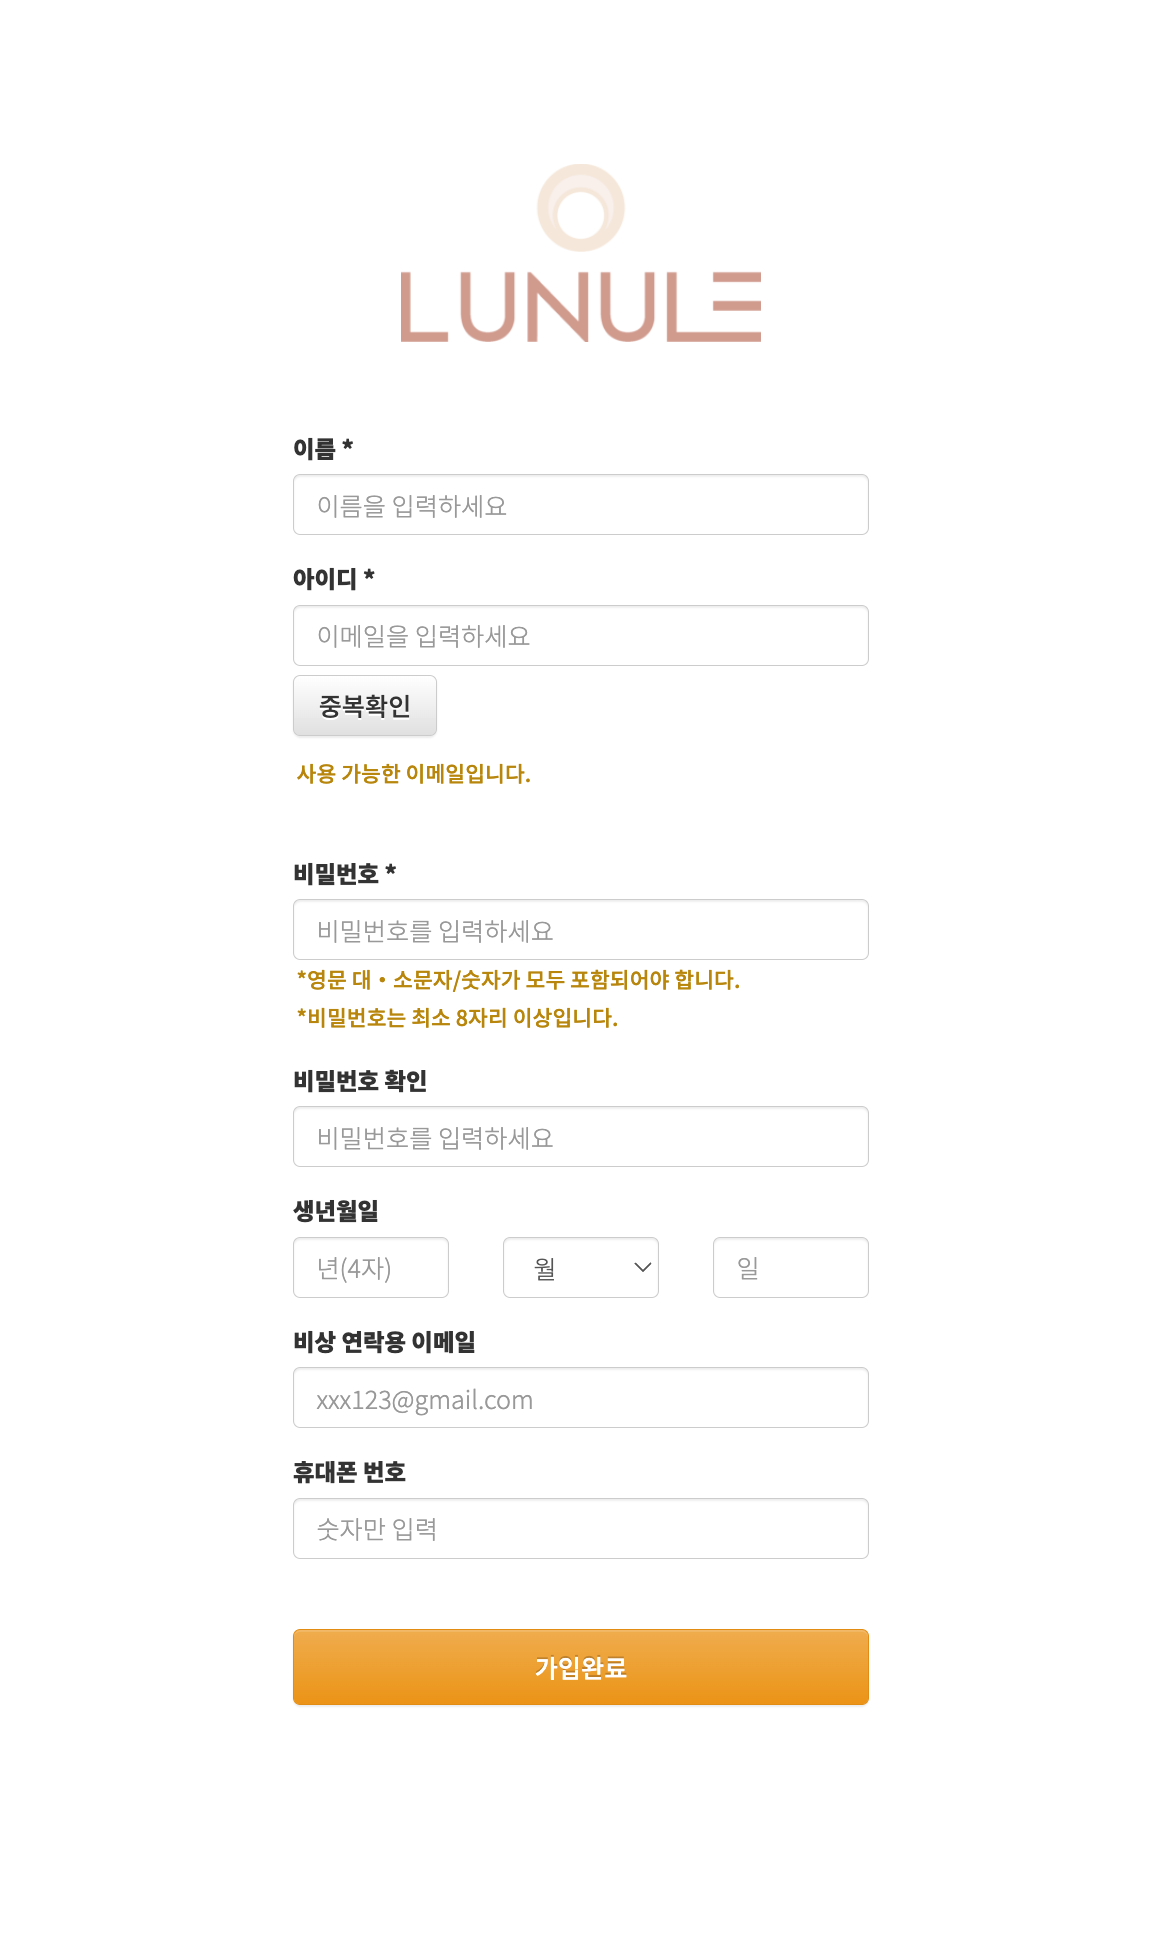 LUNULE
이름 *
이름을 입력하세요
아이디 *
이메일을 입력하세요
중복확인
사용 가능한 이메일입니다.
비밀번호 *
비밀번호를 입력하세요
*영문 대・소문자/숫자가 모두 포함되어야 합니다.
*비밀번호는 최소 8자리 이상입니다.
비밀번호 확인
비밀번호를 입력하세요
생년월일
년(4자) 월 일
비상 연락용 이메일
xxx123@gmail.com
휴대폰 번호
숫자만 입력
가입완료